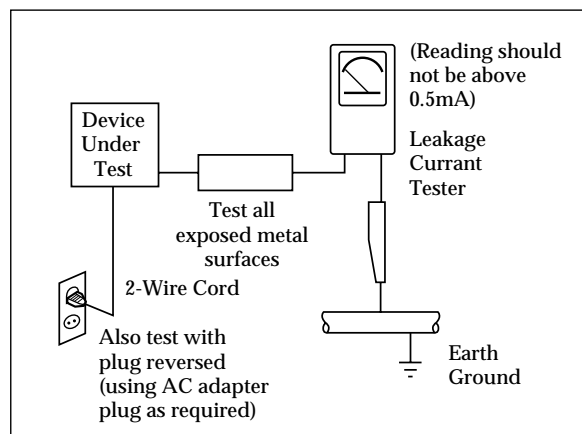 (Reading should
not be above
0.5mA)
Device
Under
Test
Leakage
Currant
Tester
Test all
exposed metal
surfaces
2-Wire Cord
Also test with
plug reversed
(using AC adapter
plug as required)
Earth
Ground